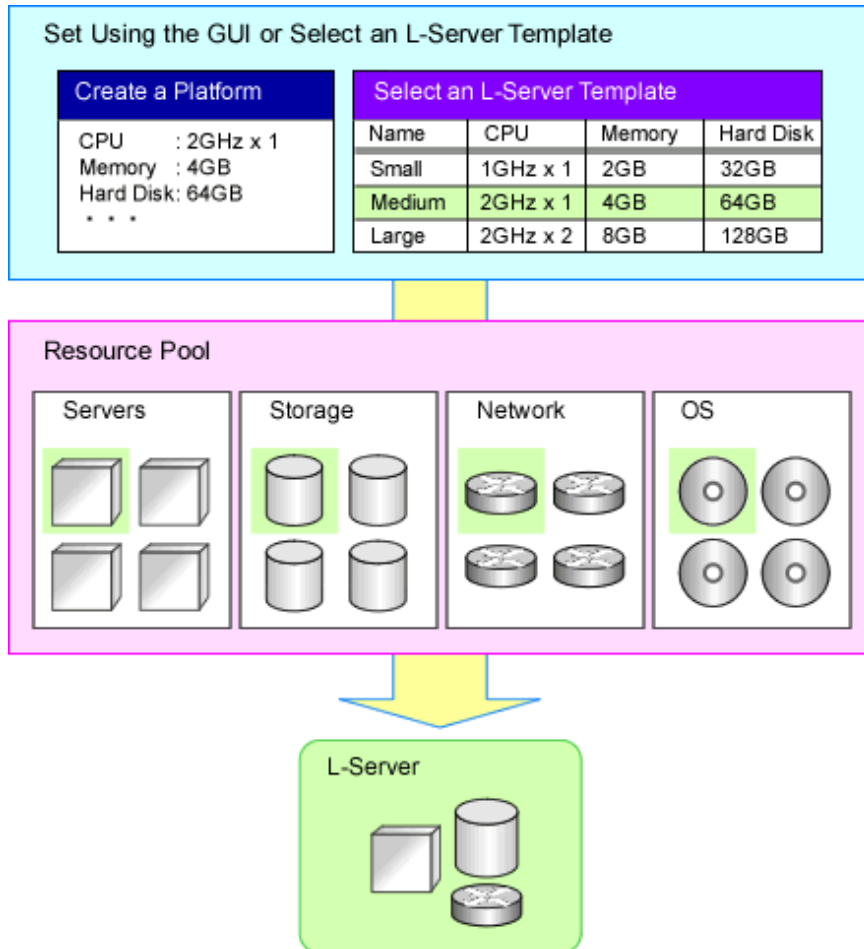 Set Using the GUI or Select an L-Server Template
Create a Platform
CPU : 2GHz x 1
Memory : 4GB
Hard Disk: 64GB
• • •
Select an L-Server Template
Name CPU Memory Hard Disk
Small 1GHz x 1 2GB 32GB
Medium 2GHz x 1 4GB 64GB
Large 2GHz x 2 8GB 128GB
Resource Pool
Servers Storage Network OS
L-Server